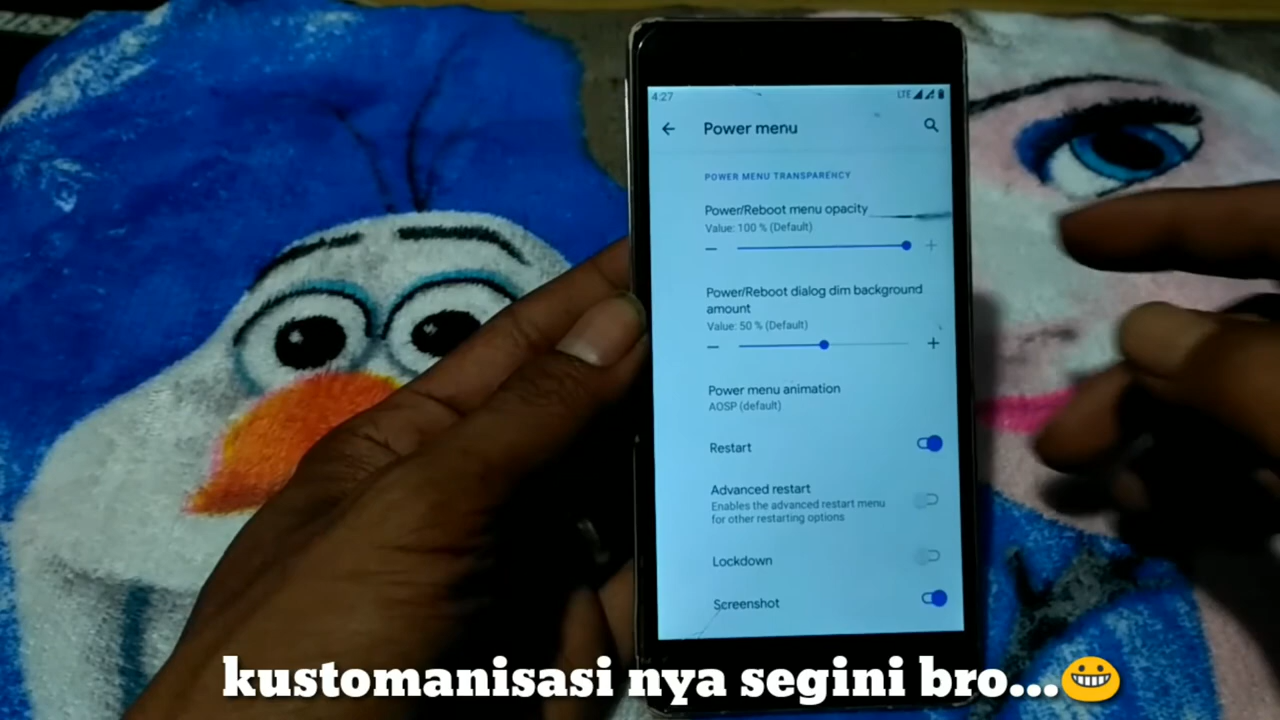 4:27
LTE
Power menu
POWER MENU TRANSPARENCY
Power/Reboot menu opacity
Value: 100 % (Default)
Power/Reboot dialog dim background
amount
Value: 50 % (Default)
Power menu animation
AOSP (default)
Restart
Advanced restart
Enables the advanced restart menu
for other restarting options
Lockdown
Screenshot
kustomanisasi nya segini bro...😀